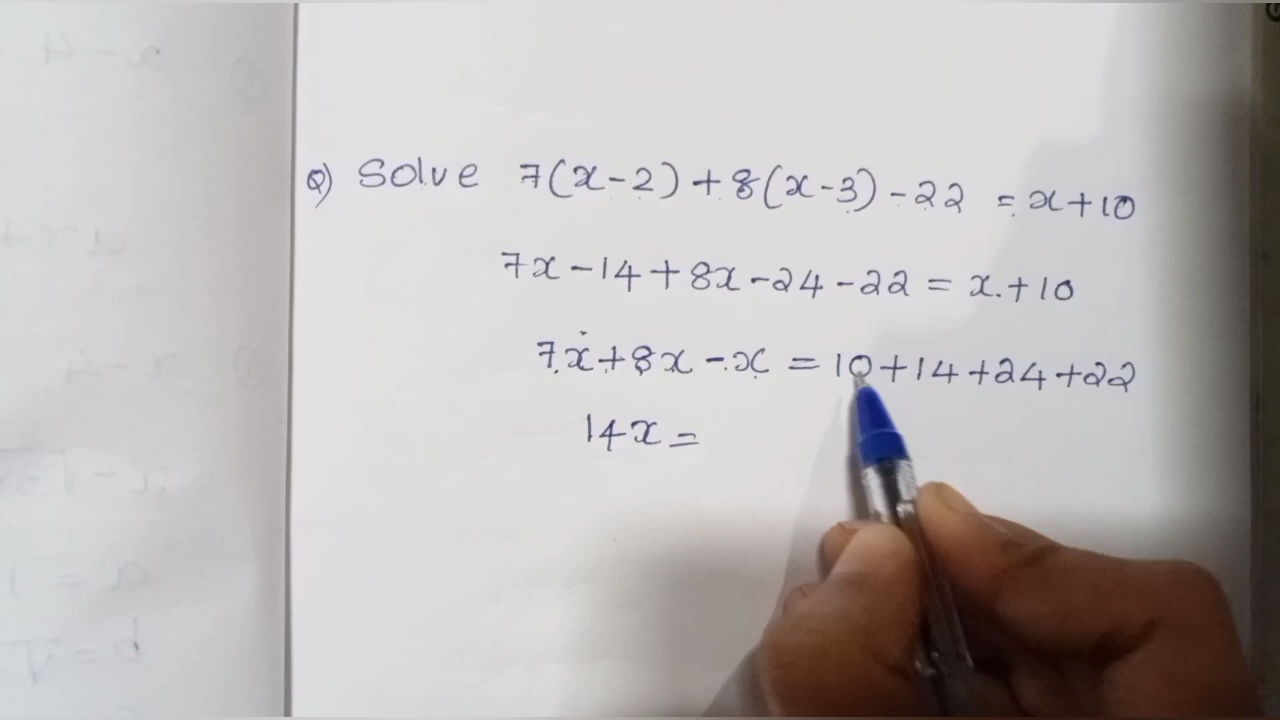 Q) Solve 7(x-2)+8(x-3)-22 = x+10
7x-14+8x-24-22 = x+10
7x+8x-x = 10+14+24+22
14x =